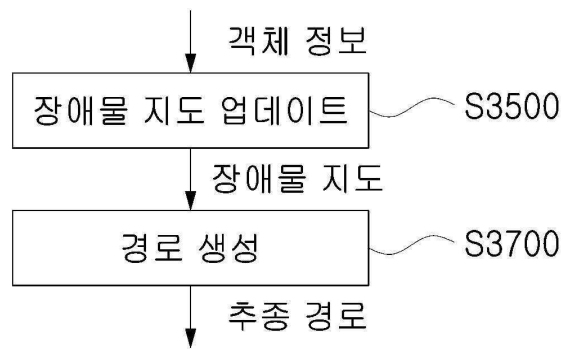 객체 정보
장애물 지도 업데이트
S3500
장애물 지도
경로 생성
S3700
추종 경로